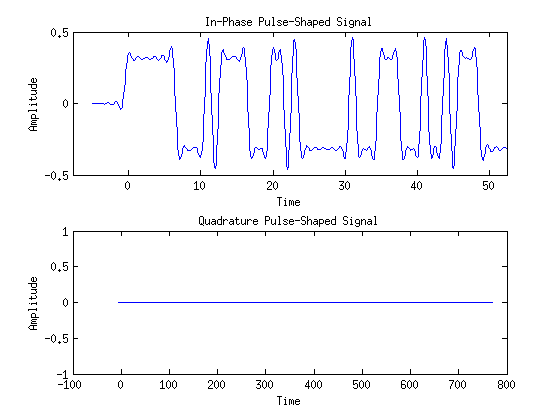 In-Phase Pulse-Shaped Signal
0.5
0
-0.5
Amplitude
0 10 20 30 40 50
Time
Quadrature Pulse-Shaped Signal
1
0.5
0
-0.5
-1
Amplitude
-100 0 100 200 300 400 500 600 700 800
Time